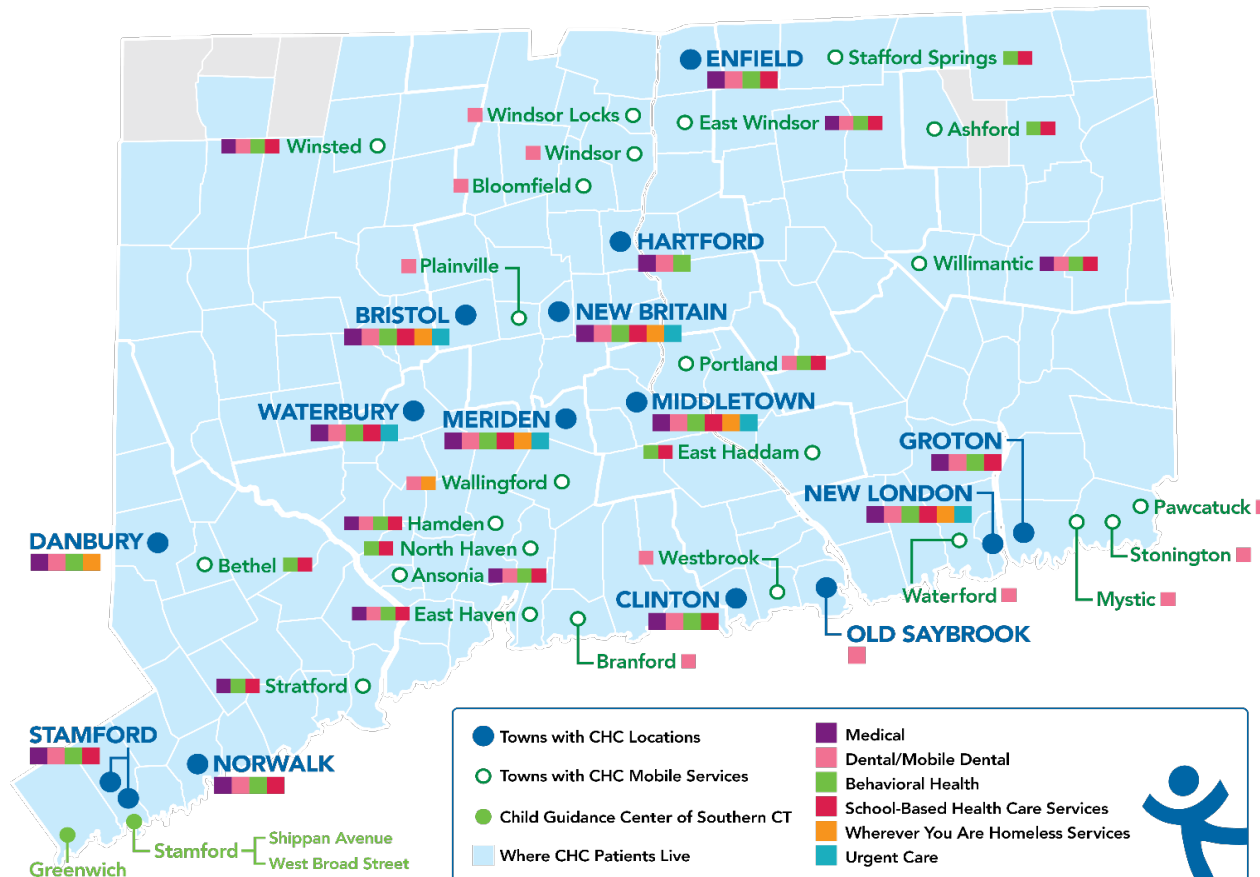 ENFIELD
Stafford Springs
Windsor Locks
East Windsor
Ashford
Winsted
Windsor
Bloomfield
HARTFORD
Plainville
Willimantic
BRISTOL
NEW BRITAIN
Portland
WATERBURY
MERIDEN
MIDDLETOWN
East Haddam
GROTON
Wallingford
NEW LONDON
Pawcatuck
Hamden
DANBURY
North Haven
Stonington
Bethel
Westbrook
Ansonia
Waterford
Mystic
CLINTON
East Haven
OLD SAYBROOK
Branford
Stratford
STAMFORD
NORWALK
Shippan Avenue
Stamford
West Broad Street
Greenwich
Towns with CHC Locations
Towns with CHC Mobile Services
Child Guidance Center of Southern CT
Where CHC Patients Live
Medical
Dental/Mobile Dental
Behavioral Health
School-Based Health Care Services
Wherever You Are Homeless Services
Urgent Care